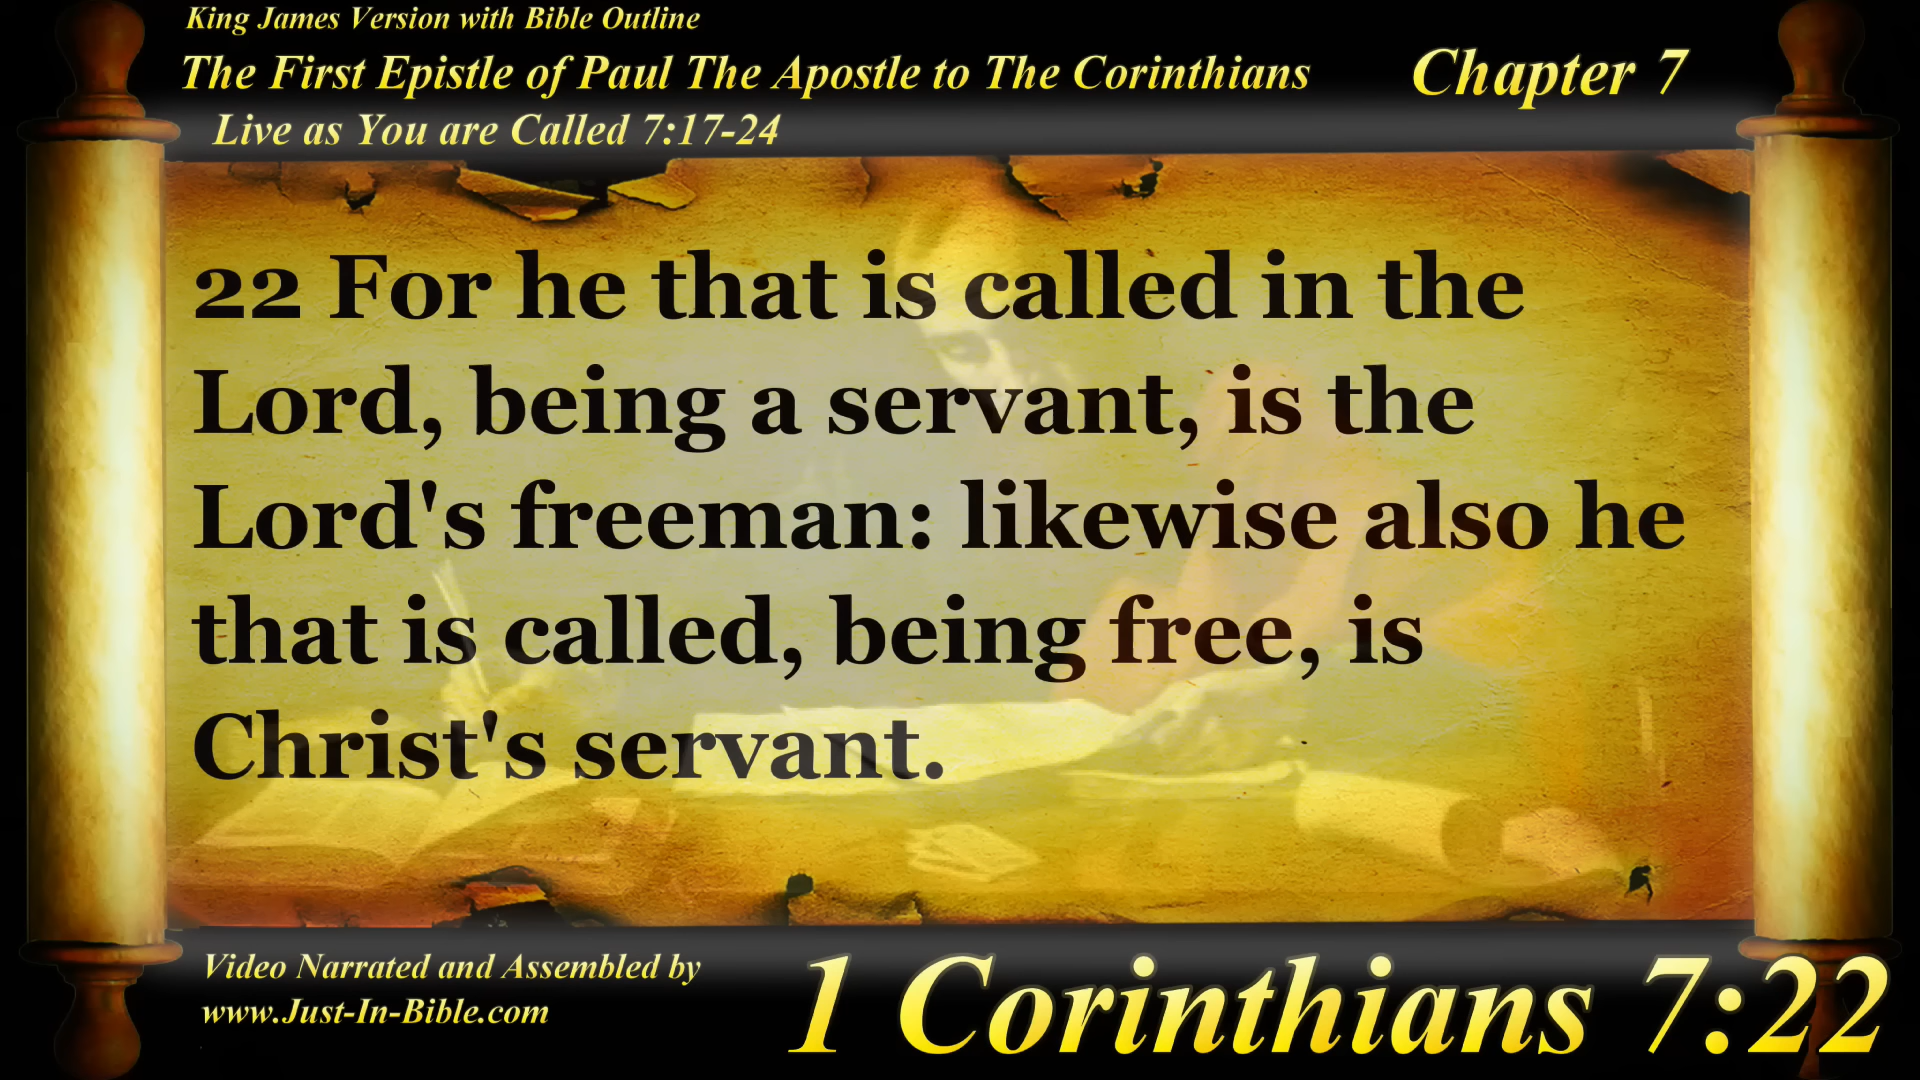 King James Version with Bible Outline
The First Epistle of Paul The Apostle to The Corinthians
Chapter 7
Live as You are Called 7:17-24
22 For he that is called in the
Lord, being a servant, is the
Lord's freeman: likewise also he
that is called, being free, is
Christ's servant.
Video Narrated and Assembled by
www.Just-In-Bible.com
1 Corinthians 7:22